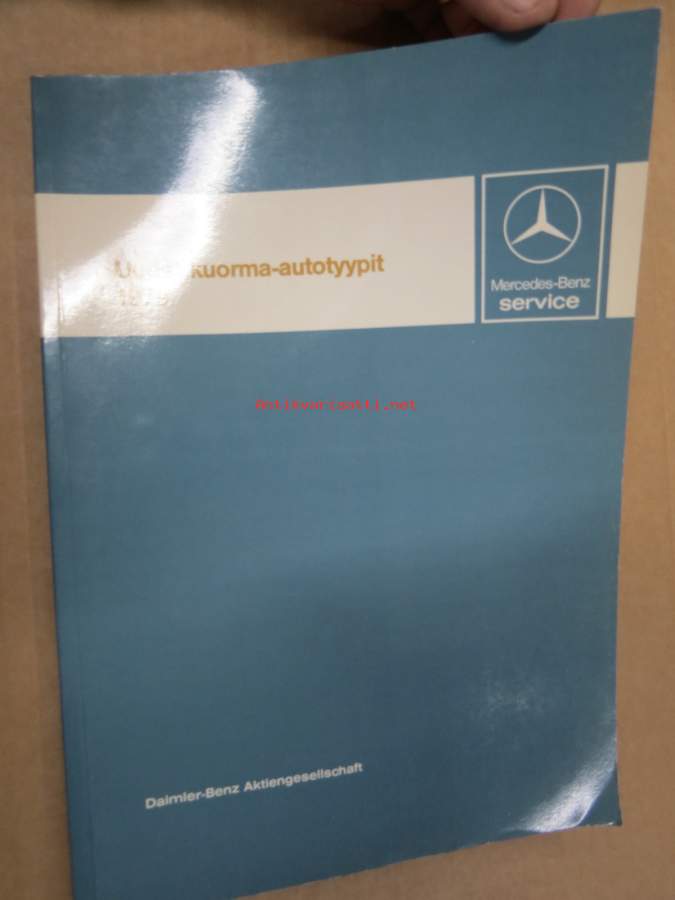 kuorma-autotyypit
Mercedes-Benz
service
Antikvariaatti.net
Daimler-Benz Aktiengesellschaft